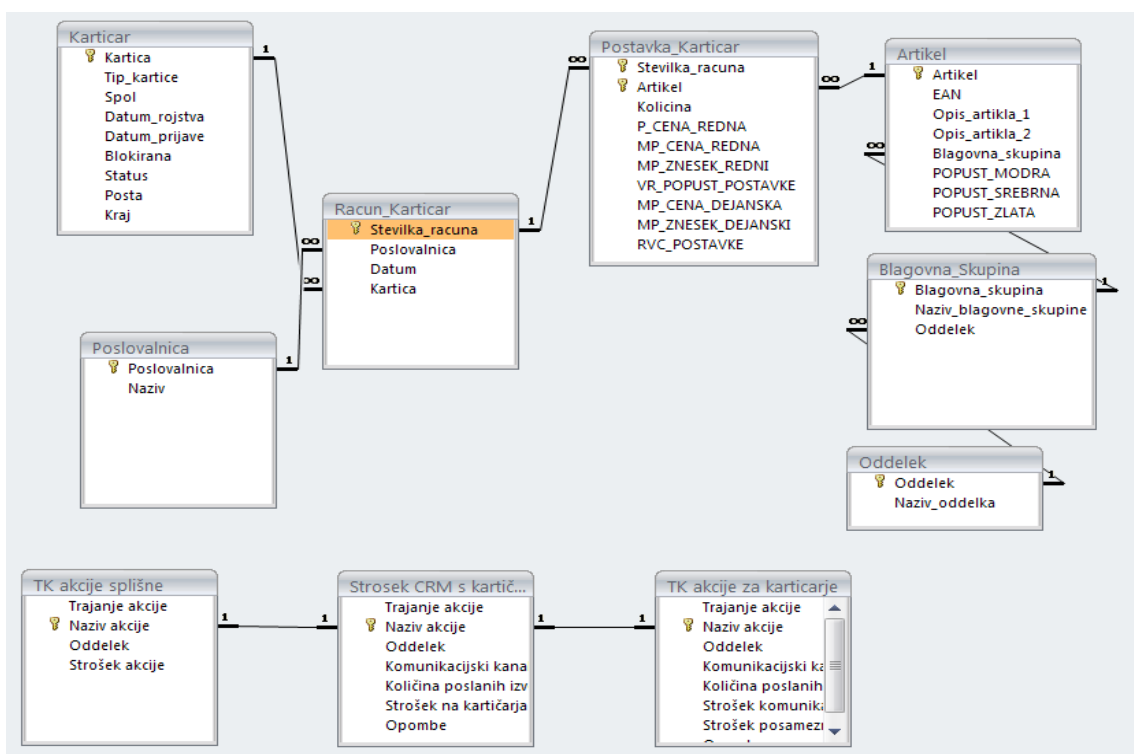 Karticar
Kartica
Tip_kartice
Spol
Datum_rojstva
Datum_prijave
Blokirana
Status
Posta
Kraj
1
∞
∞
Poslovalnica
Poslovalnica
Naziv
1
Racun_Karticar
Stevilka_racuna
Poslovalnica
Datum
Kartica
1
∞
Postavka_Karticar
Stevilka_racuna
Artikel
Kolicina
P_CENA_REDNA
MP_CENA_REDNA
MP_ZNESEK_REDNI
VR_POPUST_POSTAVKE
MP_CENA_DEJANSKA
MP_ZNESEK_DEJANSKI
RVC_POSTAVKE
∞
1
Artikel
Artikel
EAN
Opis_artikla_1
Opis_artikla_2
Blagovna_skupina
POPUST_MODRA
POPUST_SREBRNA
POPUST_ZLATA
∞
1
Blagovna_Skupina
Blagovna_skupina
Naziv_blagovne_skupine
Oddelek
∞
1
Oddelek
Oddelek
Naziv_oddelka
TK akcije splišne
Trajanje akcije
Naziv akcije
Oddelek
Strošek akcije
1
1
Strosek CRM s kartič...
Trajanje akcije
Naziv akcije
Oddelek
Komunikacijski kana
Količina poslanih izv
Strošek na kartičarja
Opombe
1
1
TK akcije za karticarje
Trajanje akcije
Naziv akcije
Oddelek
Komunikacijski ka
Količina poslanih
Strošek komunika
Strošek posamezr